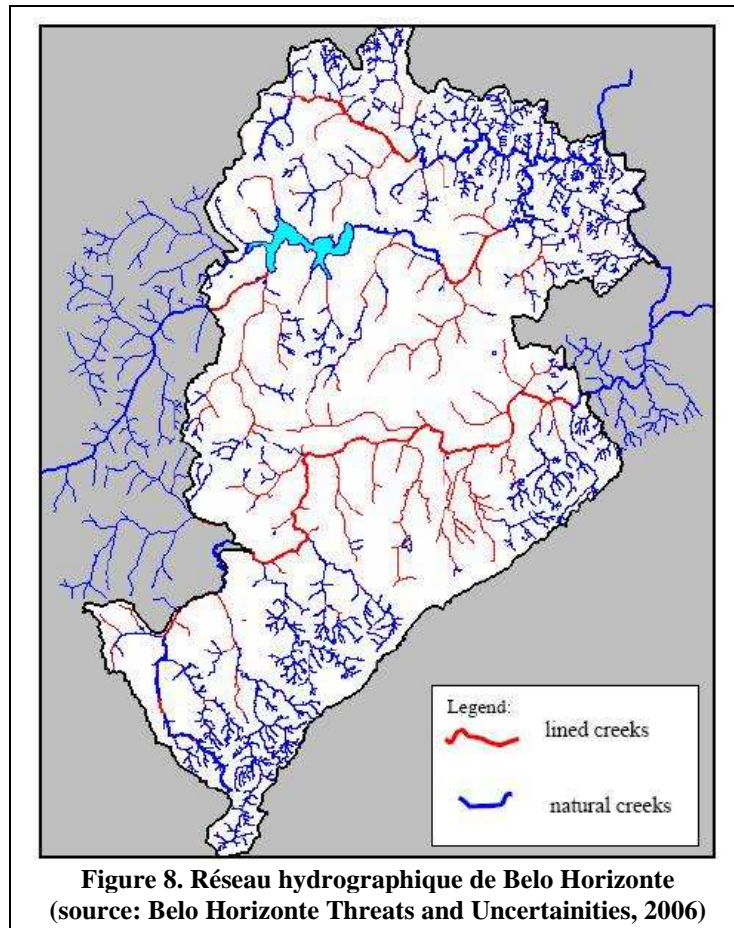 Legend:
lined creeks
natural creeks
Figure 8. Réseau hydrographique de Belo Horizonte
(source: Belo Horizonte Threats and Uncertainities, 2006)